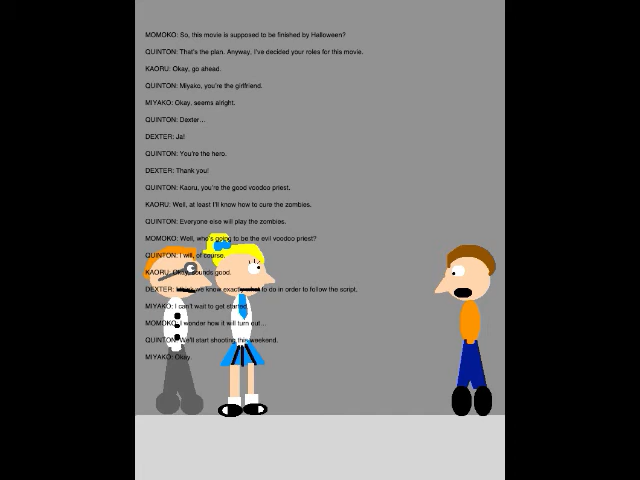 MOMOKO: So, this movie is supposed to be finished by Halloween?
QUINTON: That's the plan. Anyway, I've decided your roles for this movie.
KAORU: Okay, go ahead.
QUINTON: Miyako, you're the girlfriend.
MIYAKO: Okay, seems alright.
QUINTON: Dexter...
DEXTER: Ja!
QUINTON: You're the hero.
DEXTER: Thank you!
QUINTON: Kaoru, you're the good voodoo priest.
KAORU: Well, at least I'll know how to cure the zombies.
QUINTON: Everyone else will play the zombies.
MOMOKO: Well, who's going to be the evil voodoo priest?
QUINTON: I will, of course.
KAORU: Okay, sounds good.
DEXTER: I think we know exactly what to do in order to follow the script.
MIYAKO: I can't wait to get started.
MOMOKO: I wonder how it will turn out...
QUINTON: We'll start shooting this weekend.
MIYAKO: Okay.